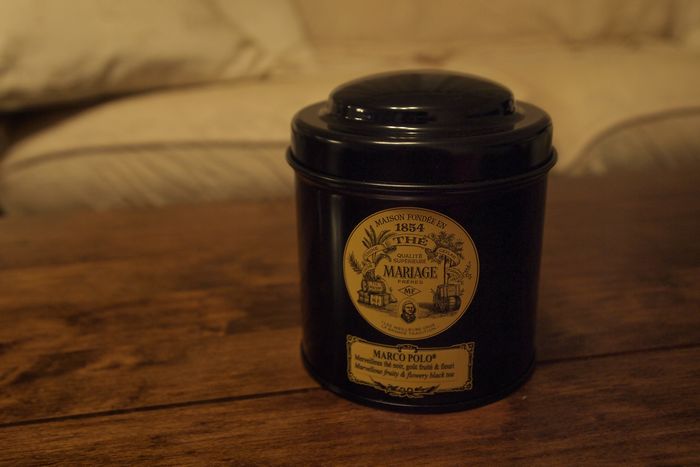 MAISON FONDÉE EN
1854
THÉ
QUALITÉ
SUPÉRIEURE
MARIAGE
FRÈRES
MF
MARCO POLO®
Merveilleux thé noir, goût fruité & fleuri
Marvellous fruity & flowery black tea